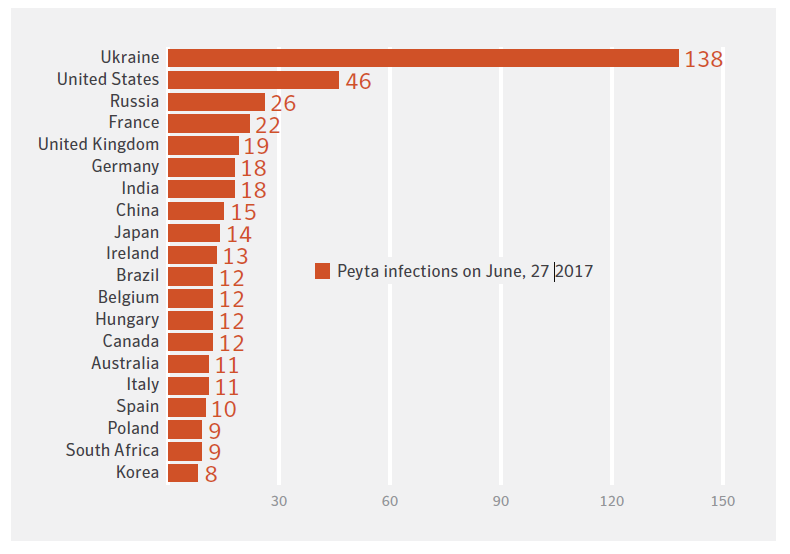 Ukraine 138
United States 46
Russia 26
France 22
United Kingdom 19
Germany 18
India 18
China 15
Japan 14
Ireland 13
Peyta infections on June, 27 2017
Brazil 12
Belgium 12
Hungary 12
Canada 12
Australia 11
Italy 11
Spain 10
Poland 9
South Africa 9
Korea 8
30 60 90 120 150